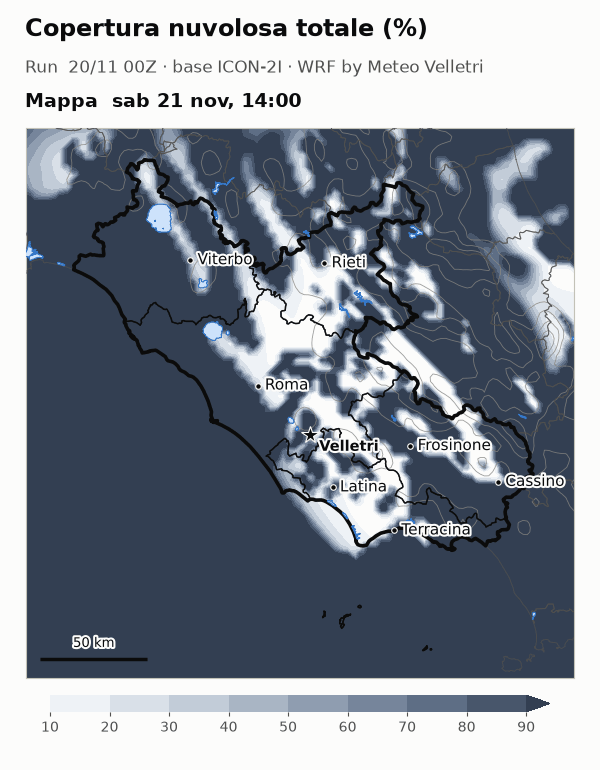 Copertura nuvolosa totale (%)
Run  20/11 00Z · base ICON-2I · WRF by Meteo Velletri
Mappa  sab 21 nov, 14:00
Viterbo
Rieti
Roma
Velletri
Frosinone
Cassino
Latina
Terracina
50 km
10 20 30 40 50 60 70 80 90